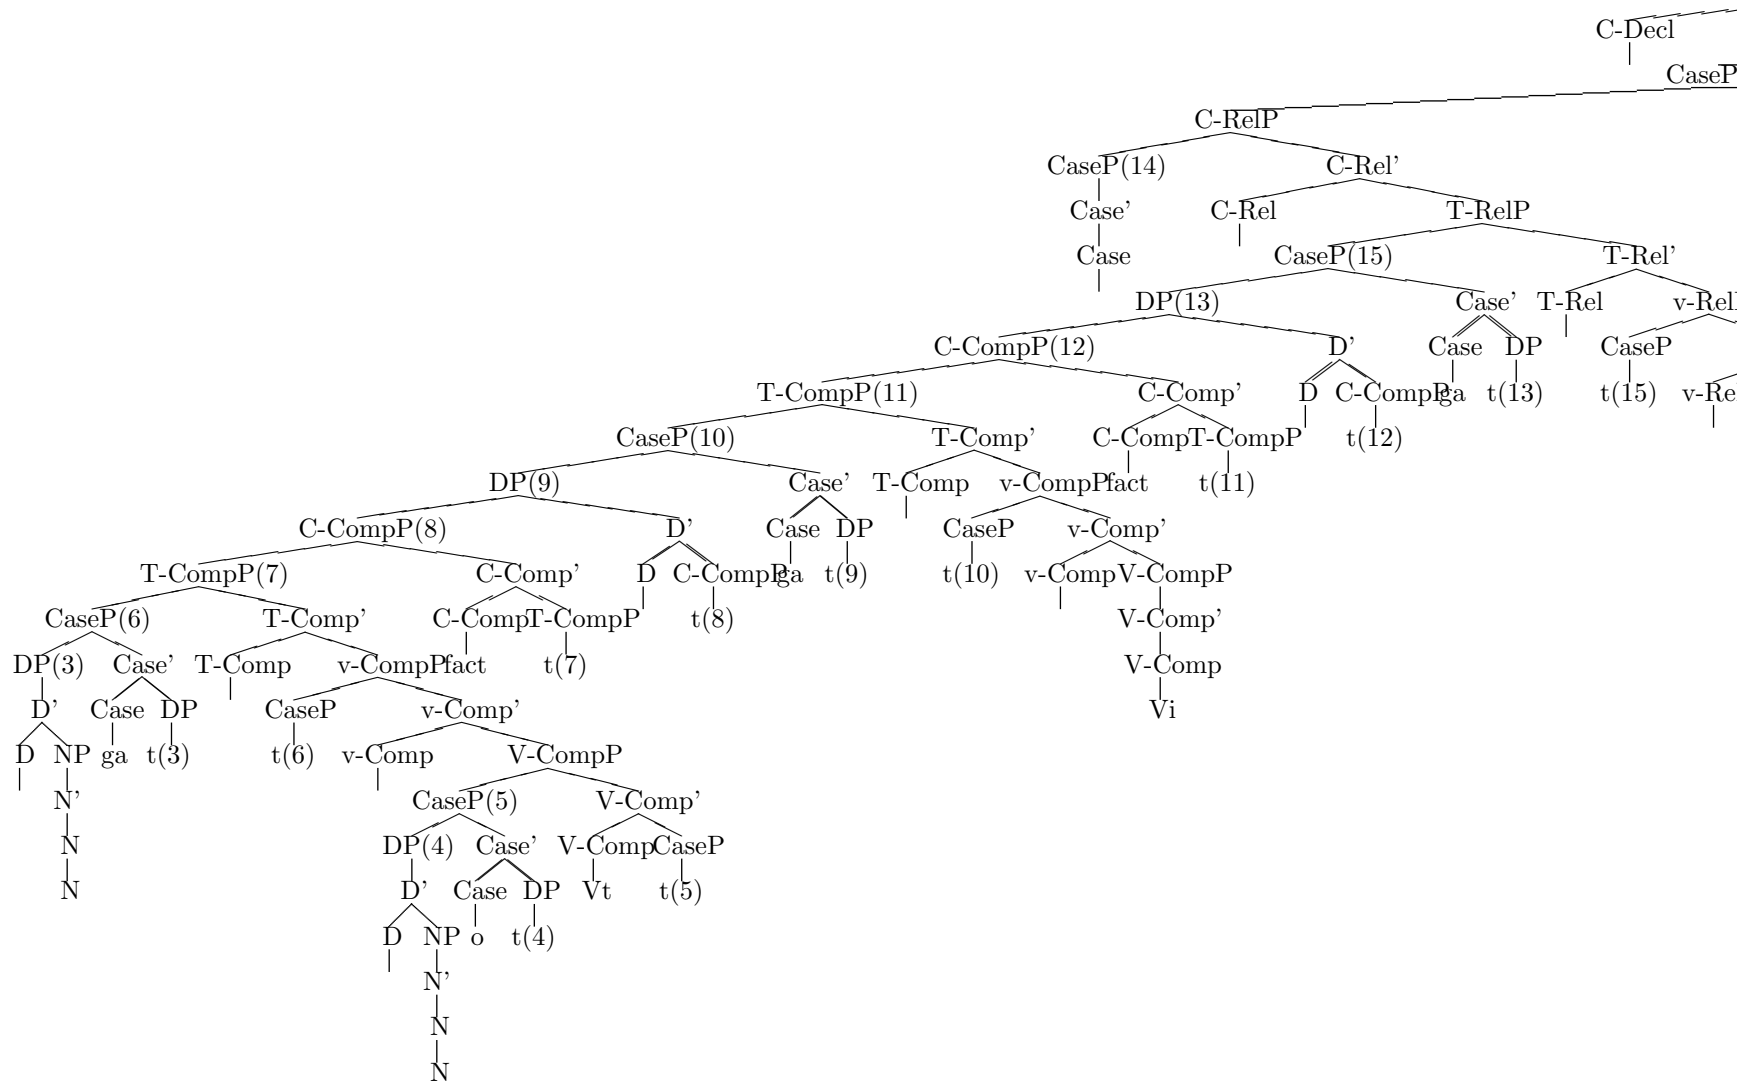 C-Decl
CaseP
C-RelP
CaseP(14) C-Rel'
Case' C-Rel T-RelP
Case CaseP(15) T-Rel'
DP(13) Case' T-Rel v-Rel
C-CompP(12) D' Case DP CaseP
T-CompP(11) C-Comp' D C-CompP ga t(13) t(15) v-Re
CaseP(10) T-Comp' C-Comp T-CompP t(12)
DP(9) Case' T-Comp v-CompP fact t(11)
C-CompP(8) D' Case DP CaseP v-Comp'
T-CompP(7) C-Comp' D C-CompP ga t(9) t(10) v-Comp V-CompP
CaseP(6) T-Comp' C-Comp T-CompP t(8) V-Comp'
DP(3) Case' T-Comp v-CompP fact t(7) V-Comp
D' Case DP CaseP v-Comp' Vi
D NP ga t(3) t(6) v-Comp V-CompP
N' CaseP(5) V-Comp'
N DP(4) Case' V-Comp CaseP
N D' Case DP Vt t(5)
D NP o t(4)
N'
N
N